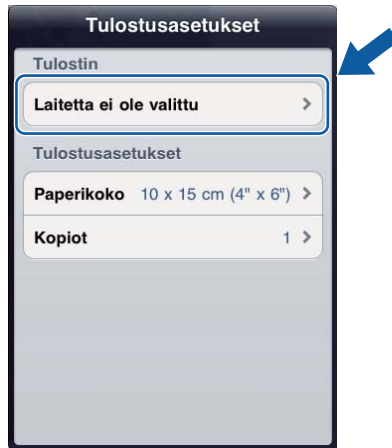 Tulostusasetukset
Tulostin
Laitetta ei ole valittu
Tulostusasetukset
Paperikoko 10 x 15 cm (4" x 6")
Kopiot 1